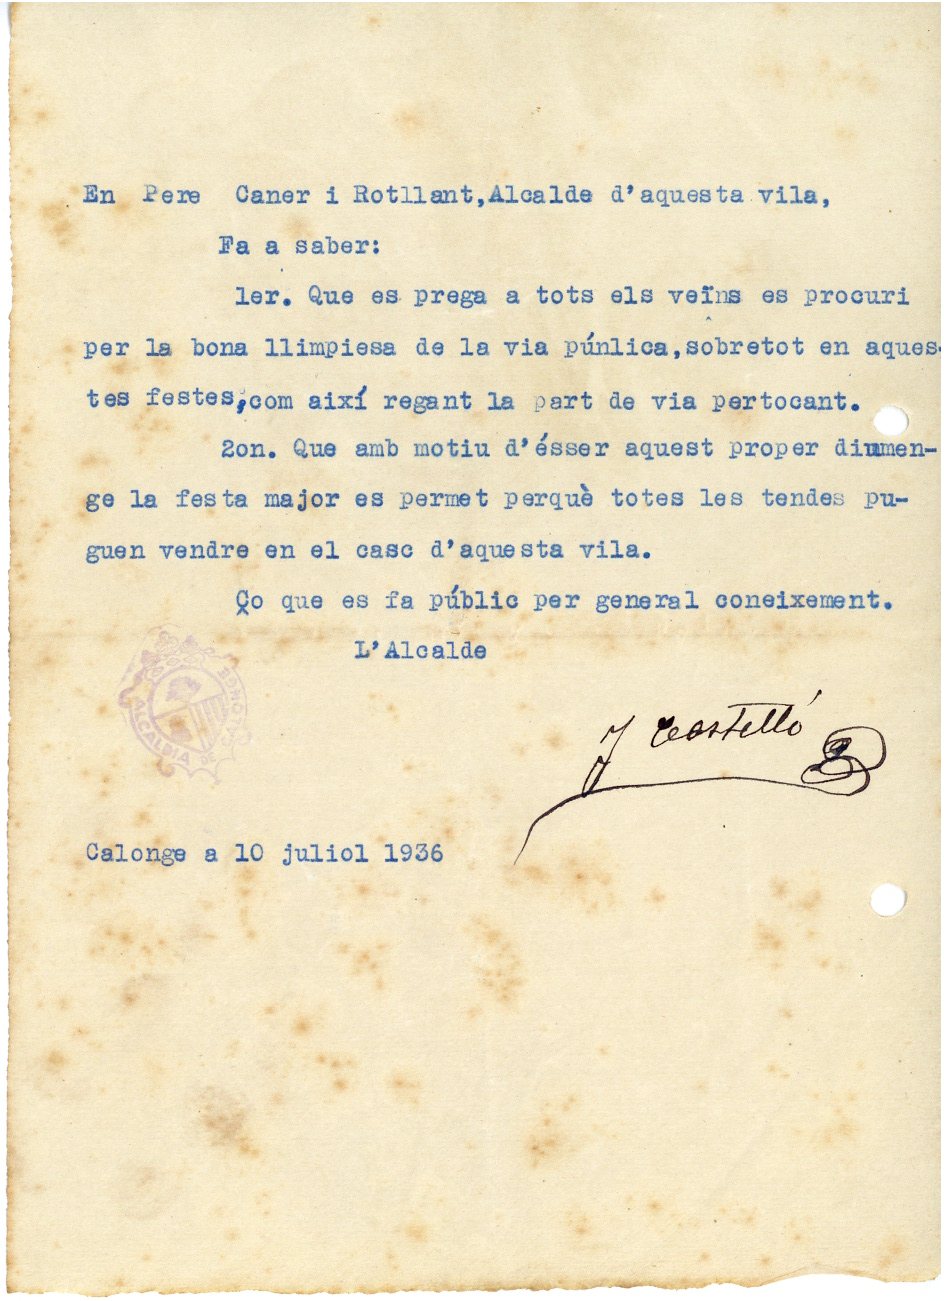 En Pere Caner i Rotllant, Alcalde d'aquesta vila,
Fa a saber:
1er. Que es prega a tots els veïns es procuri
per la bona llimpiesa de la via púnlica, sobretot en aques-
tes festes, com així regant la part de via pertocant.
2on. Que amb motiu d'ésser aquest proper diumen-
ge la festa major es permet perquè totes les tendes pu-
guen vendre en el casc d'aquesta vila.
Ço que es fa públic per general coneixement.
L'Alcalde
ALCALDIA DE CALONGE
J Castelló
Calonge a 10 juliol 1936